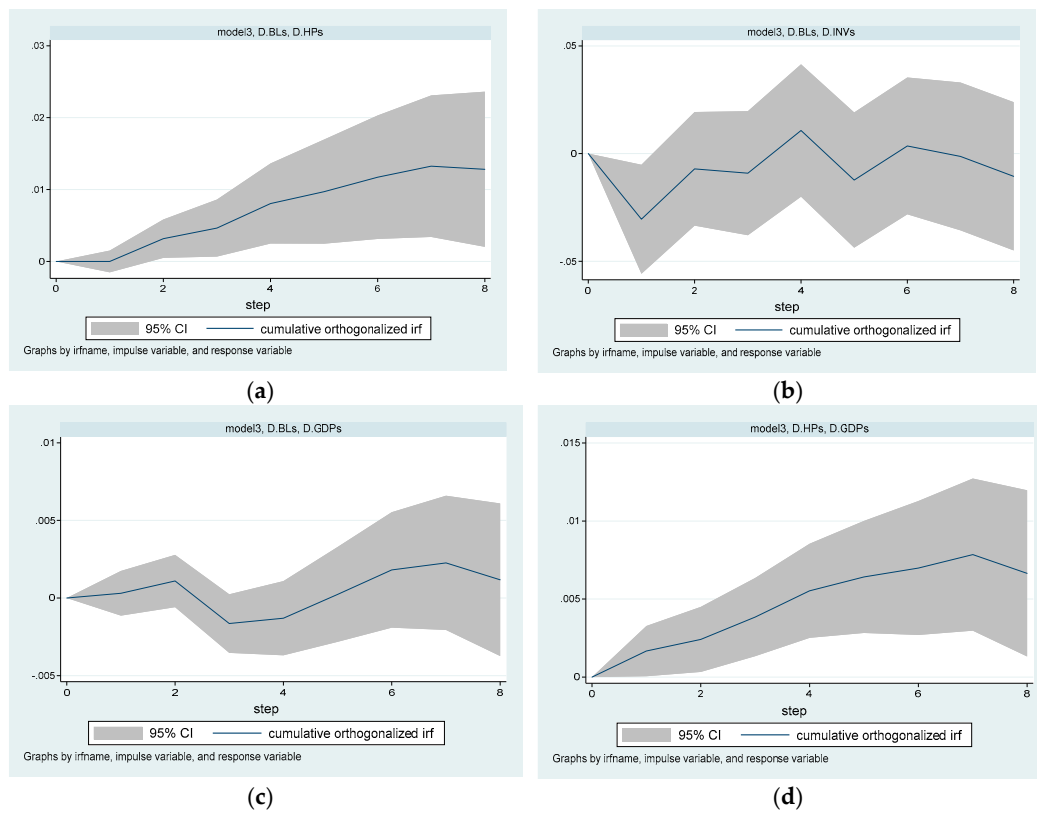 model3, D.BLs, D.HPs
.03
.02
.01
0
0 2 4 6 8
step
95% CI cumulative orthogonalized irf
Graphs by irfname, impulse variable, and response variable
(a)
model3, D.BLs, D.INVs
.05
0
-.05
0 2 4 6 8
step
95% CI cumulative orthogonalized irf
Graphs by irfname, impulse variable, and response variable
(b)
model3, D.BLs, D.GDPs
.01
.005
0
-.005
0 2 4 6 8
step
95% CI cumulative orthogonalized irf
Graphs by irfname, impulse variable, and response variable
(c)
model3, D.HPs, D.GDPs
.015
.01
.005
0
0 2 4 6 8
step
95% CI cumulative orthogonalized irf
Graphs by irfname, impulse variable, and response variable
(d)